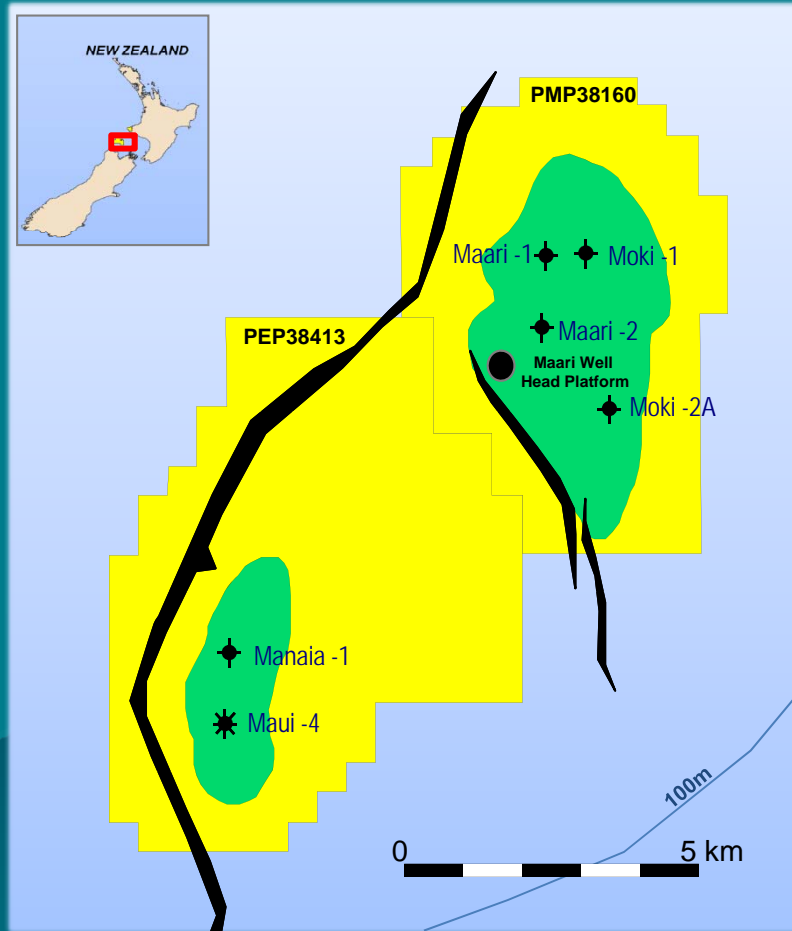 NEW ZEALAND
PMP38160
Maari -1
Moki -1
Maari -2
PEP38413
Maari Well
Head Platform
Moki -2A
Manaia -1
Maui -4
100m
0
5 km